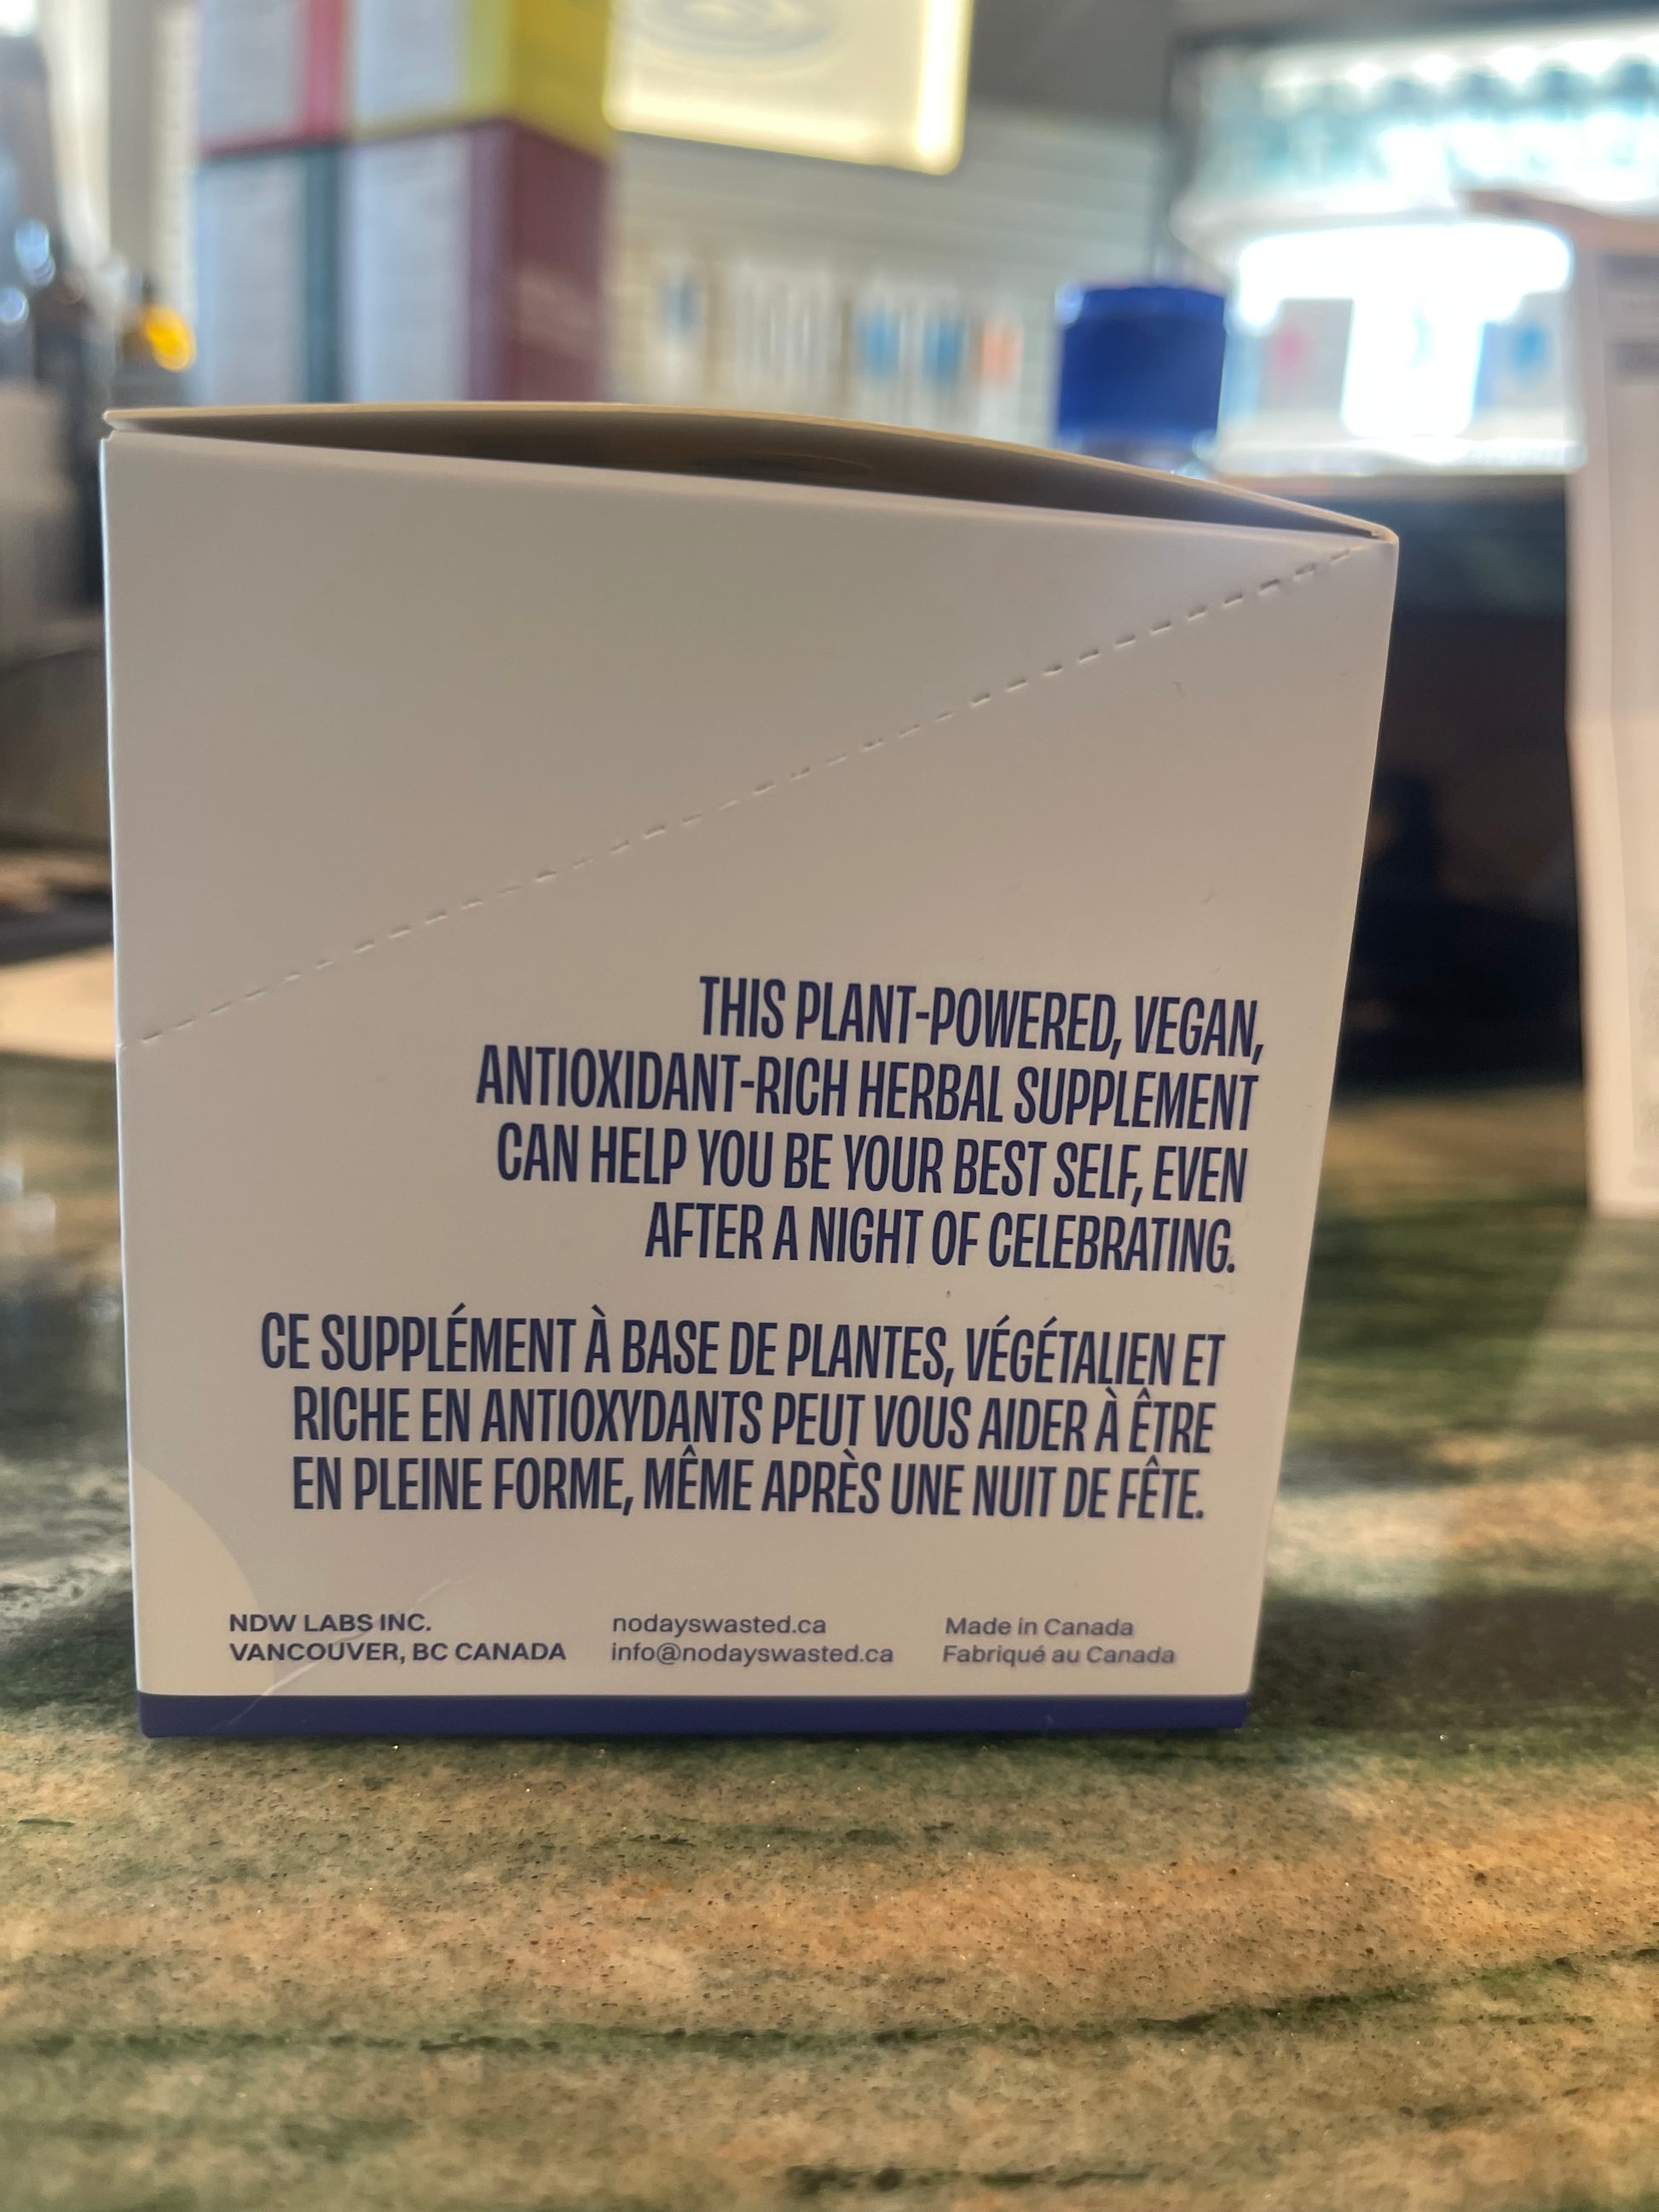 THIS PLANT-POWERED, VEGAN,
ANTIOXIDANT-RICH HERBAL SUPPLEMENT
CAN HELP YOU BE YOUR BEST SELF, EVEN
AFTER A NIGHT OF CELEBRATING.
CE SUPPLÉMENT À BASE DE PLANTES, VÉGÉTALIEN ET
RICHE EN ANTIOXYDANTS PEUT VOUS AIDER À ÊTRE
EN PLEINE FORME, MÊME APRÈS UNE NUIT DE FÊTE.
NDW LABS INC.
VANCOUVER, BC CANADA
nodayswasted.ca
info@nodayswasted.ca
Made in Canada
Fabriqué au Canada